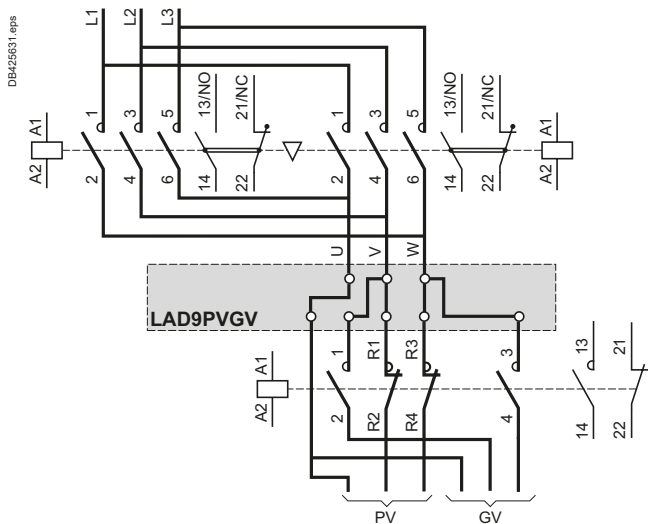 DB425631.eps
L1 L2 L3
A1 1 3 5 13/NO 21/NC 1 3 5 13/NO 21/NC A1
A2 2 4 6 14 22 2 4 6 14 22 A2
U V W
LAD9PVGV
A1 1 R1 R3 3 13 21
A2 2 R2 R4 4 14 22
PV GV